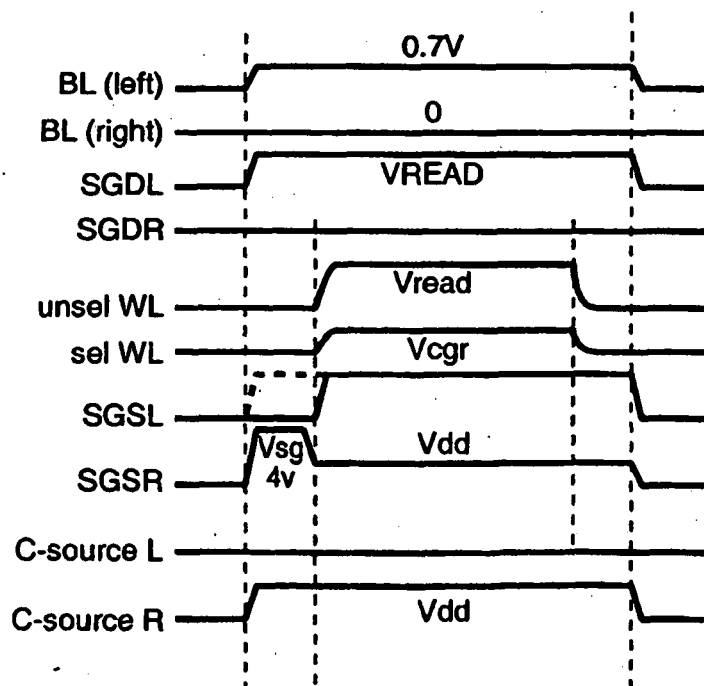 0.7V
BL (left)
BL (right)
0
SGDL
VREAD
SGDR
unsel WL
Vread
sel WL
Vcgr
SGSL
SGSR
Vsg
4v
Vdd
C-source L
C-source R
Vdd